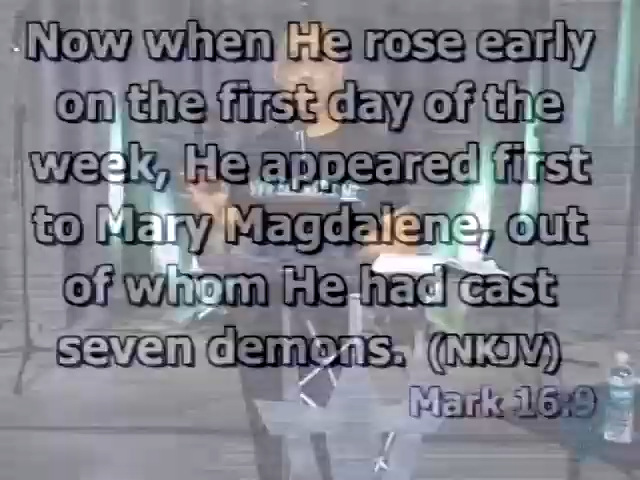 Now when He rose early
on the first day of the
week, He appeared first
to Mary Magdalene, out
of whom He had cast
seven demons. (NKJV)
Mark 16:9